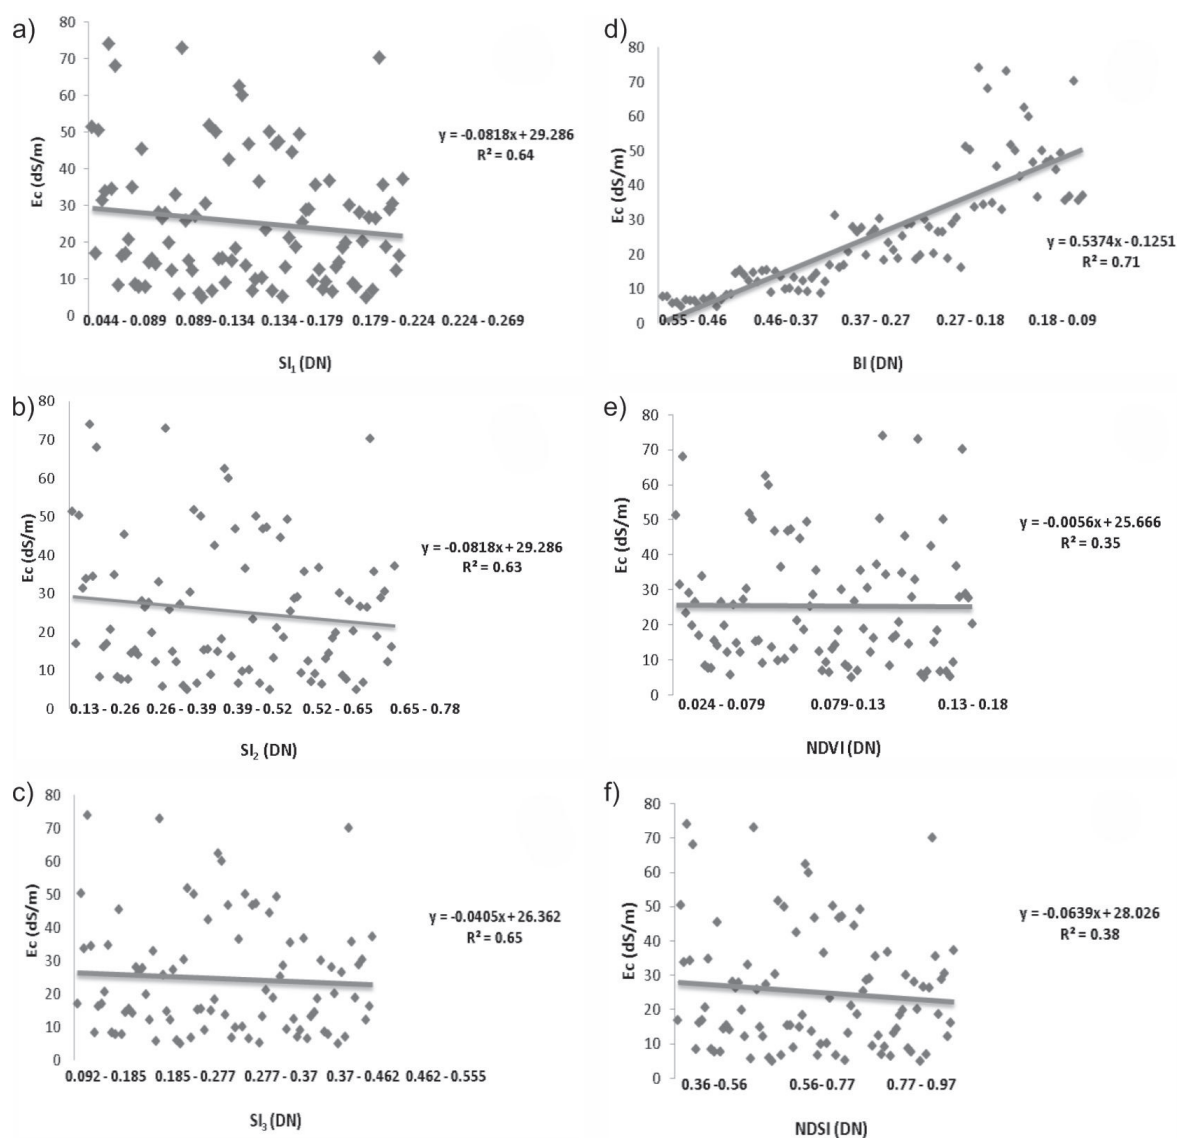 a)
80
70
60
50
40
30
20
10
0
Ec (dS/m)
y = -0.0818x + 29.286
R² = 0.64
0.044 - 0.089 0.089-0.134 0.134 - 0.179 0.179 - 0.224 0.224 - 0.269
SI₁ (DN)
d)
80
70
60
50
40
30
20
10
0
Ec (dS/m)
y = 0.5374x - 0.1251
R² = 0.71
0.55 - 0.46 0.46-0.37 0.37 - 0.27 0.27 - 0.18 0.18 - 0.09
BI (DN)
b)
80
70
60
50
40
30
20
10
0
Ec (dS/m)
y = -0.0818x + 29.286
R² = 0.63
0.13 - 0.26 0.26 - 0.39 0.39 - 0.52 0.52 - 0.65 0.65 - 0.78
SI₂ (DN)
e)
80
70
60
50
40
30
20
10
0
Ec (dS/m)
y = -0.0056x + 25.666
R² = 0.35
0.024 - 0.079 0.079-0.13 0.13 - 0.18
NDVI (DN)
c)
80
70
60
50
40
30
20
10
0
Ec (dS/m)
y = -0.0405x + 26.362
R² = 0.65
0.092 - 0.185 0.185 - 0.277 0.277 - 0.37 0.37 - 0.462 0.462 - 0.555
SI₃ (DN)
f)
80
70
60
50
40
30
20
10
0
Ec (dS/m)
y = -0.0639x + 28.026
R² = 0.38
0.36 -0.56 0.56-0.77 0.77 - 0.97
NDSI (DN)